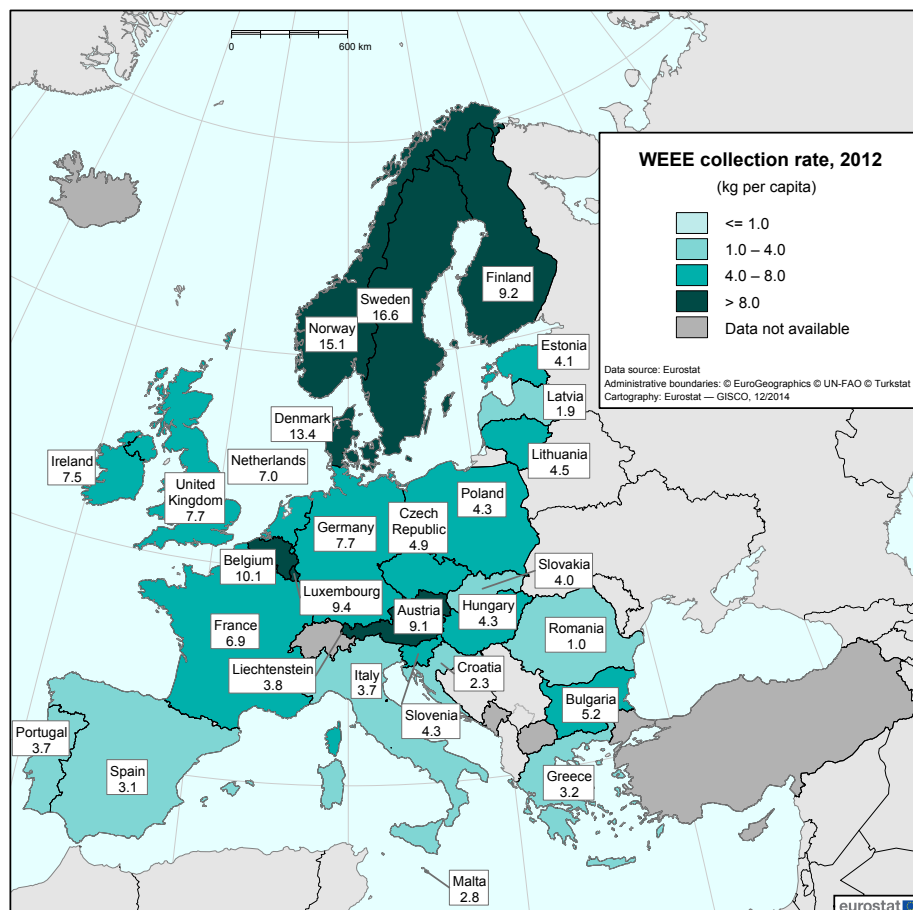 0 600 km
WEEE collection rate, 2012
(kg per capita)
<= 1.0
1.0 – 4.0
4.0 – 8.0
> 8.0
Data not available
Data source: Eurostat
Administrative boundaries: © EuroGeographics © UN-FAO © Turkstat
Cartography: Eurostat — GISCO, 12/2014
Finland
9.2
Sweden
16.6
Norway
15.1
Estonia
4.1
Latvia
1.9
Denmark
13.4
Lithuania
4.5
Ireland
7.5
Netherlands
7.0
United
Kingdom
7.7
Poland
4.3
Germany
7.7
Czech
Republic
4.9
Belgium
10.1
Slovakia
4.0
Luxembourg
9.4
Austria
9.1
Hungary
4.3
France
6.9
Romania
1.0
Liechtenstein
3.8
Italy
3.7
Croatia
2.3
Slovenia
4.3
Bulgaria
5.2
Portugal
3.7
Spain
3.1
Greece
3.2
Malta
2.8
eurostat